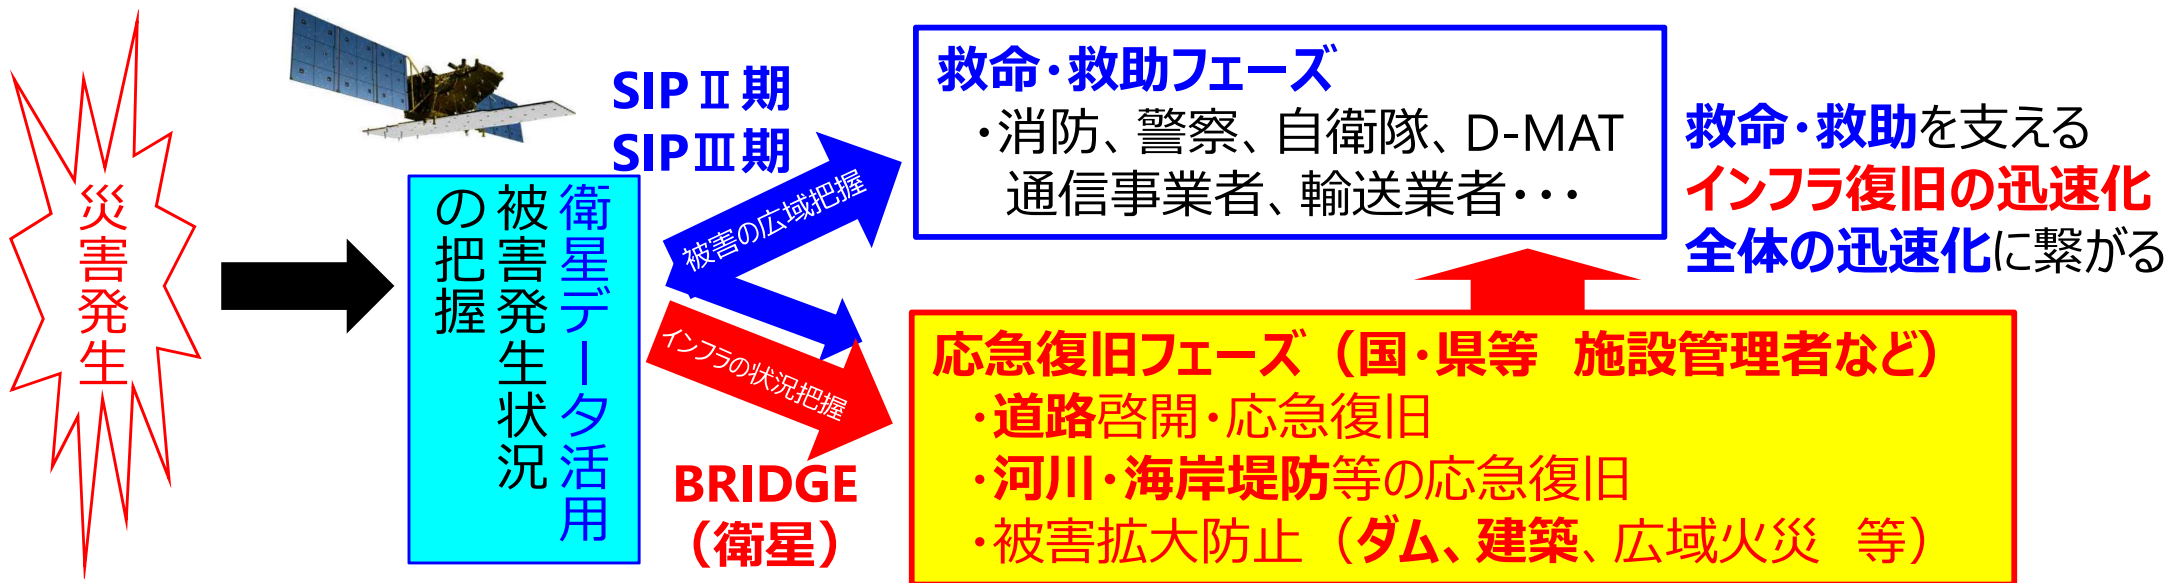 災害発生
衛星データ活用
被害発生状況
の把握
SIPⅡ期
SIPⅢ期
被害の広域把握
インフラの状況把握
BRIDGE
（衛星）
救命・救助フェーズ
・消防、警察、自衛隊、D-MAT
通信事業者、輸送業者・・・
救命・救助を支える
インフラ復旧の迅速化
全体の迅速化に繋がる
応急復旧フェーズ（国・県等　施設管理者など）
・道路啓開・応急復旧
・河川・海岸堤防等の応急復旧
・被害拡大防止（ダム、建築、広域火災　等）